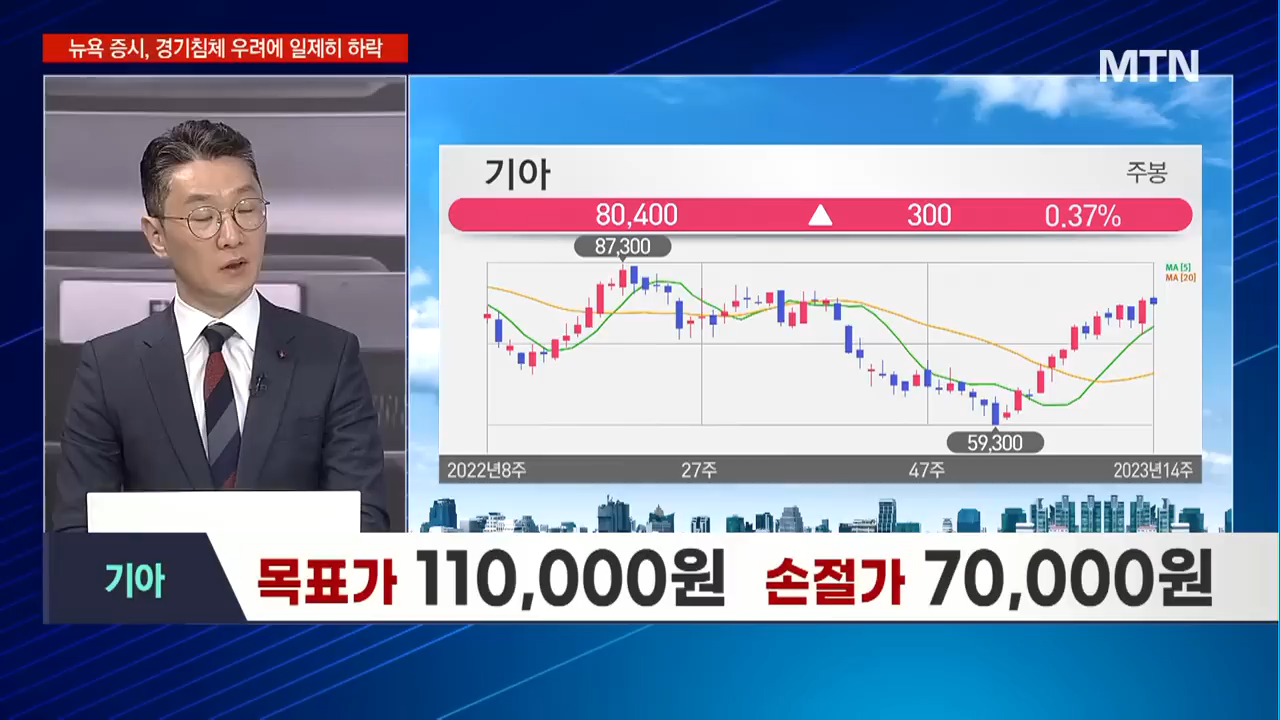 뉴욕 증시, 경기침체 우려에 일제히 하락
MTN
기아
주봉
80,400 ▲ 300 0.37%
87,300
MA [5]
MA [20]
59,300
2022년8주 27주 47주 2023년14주
기아 목표가 110,000원 손절가 70,000원